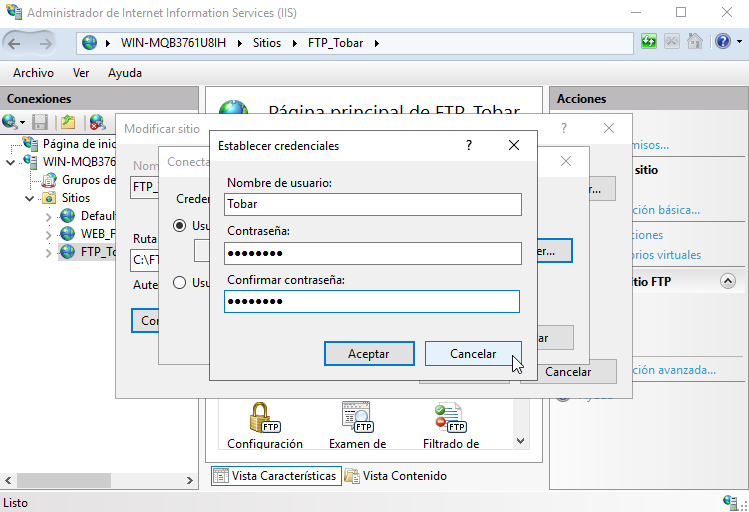 Administrador de Internet Information Services (IIS)
WIN-MQB3761U8IH
Sitios
FTP_Tobar
Archivo
Ver
Ayuda
Conexiones
Página de inic
WIN-MQB376
Grupos de
Sitios
Default
WEB_F
FTP_To
Página principal de FTP_Tobar
Modificar sitio
?
Nom
FTP_
Ruta
C:\FT
Aute
Con
Conecta
Creden
Usu
Usu
Establecer credenciales
?
Nombre de usuario:
Tobar
Contraseña:
●●●●●●●●
Confirmar contraseña:
●●●●●●●●
Aceptar
Cancelar
r...
er...
ar
Cancelar
FTP
FTP
FTP
Configuración
Examen de
Filtrado de
Vista Características
Vista Contenido
Acciones
misos...
sitio
ción básica...
ciones
orios virtuales
itio FTP
ción avanzada...
Listo